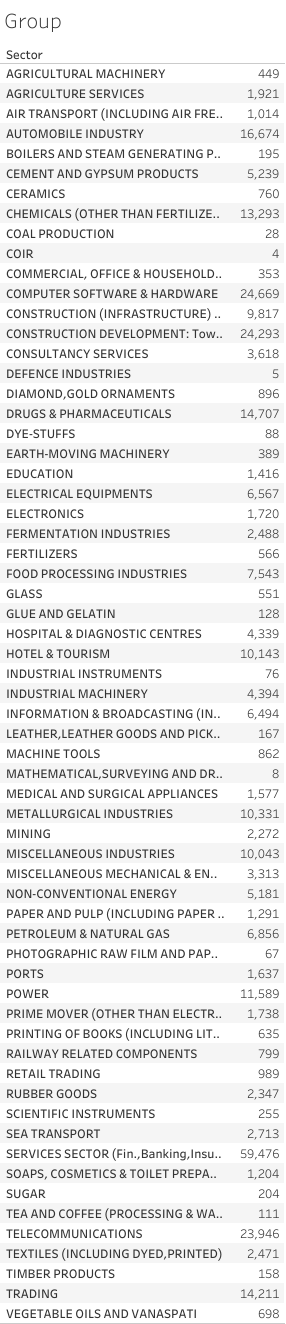 Group
Sector
AGRICULTURAL MACHINERY 449
AGRICULTURE SERVICES 1,921
AIR TRANSPORT (INCLUDING AIR FRE.. 1,014
AUTOMOBILE INDUSTRY 16,674
BOILERS AND STEAM GENERATING P.. 195
CEMENT AND GYPSUM PRODUCTS 5,239
CERAMICS 760
CHEMICALS (OTHER THAN FERTILIZE.. 13,293
COAL PRODUCTION 28
COIR 4
COMMERCIAL, OFFICE & HOUSEHOLD.. 353
COMPUTER SOFTWARE & HARDWARE 24,669
CONSTRUCTION (INFRASTRUCTURE) .. 9,817
CONSTRUCTION DEVELOPMENT: Tow.. 24,293
CONSULTANCY SERVICES 3,618
DEFENCE INDUSTRIES 5
DIAMOND,GOLD ORNAMENTS 896
DRUGS & PHARMACEUTICALS 14,707
DYE-STUFFS 88
EARTH-MOVING MACHINERY 389
EDUCATION 1,416
ELECTRICAL EQUIPMENTS 6,567
ELECTRONICS 1,720
FERMENTATION INDUSTRIES 2,488
FERTILIZERS 566
FOOD PROCESSING INDUSTRIES 7,543
GLASS 551
GLUE AND GELATIN 128
HOSPITAL & DIAGNOSTIC CENTRES 4,339
HOTEL & TOURISM 10,143
INDUSTRIAL INSTRUMENTS 76
INDUSTRIAL MACHINERY 4,394
INFORMATION & BROADCASTING (IN.. 6,494
LEATHER,LEATHER GOODS AND PICK.. 167
MACHINE TOOLS 862
MATHEMATICAL,SURVEYING AND DR.. 8
MEDICAL AND SURGICAL APPLIANCES 1,577
METALLURGICAL INDUSTRIES 10,331
MINING 2,272
MISCELLANEOUS INDUSTRIES 10,043
MISCELLANEOUS MECHANICAL & EN.. 3,313
NON-CONVENTIONAL ENERGY 5,181
PAPER AND PULP (INCLUDING PAPER .. 1,291
PETROLEUM & NATURAL GAS 6,856
PHOTOGRAPHIC RAW FILM AND PAP.. 67
PORTS 1,637
POWER 11,589
PRIME MOVER (OTHER THAN ELECTR.. 1,738
PRINTING OF BOOKS (INCLUDING LIT.. 635
RAILWAY RELATED COMPONENTS 799
RETAIL TRADING 989
RUBBER GOODS 2,347
SCIENTIFIC INSTRUMENTS 255
SEA TRANSPORT 2,713
SERVICES SECTOR (Fin.,Banking,Insu.. 59,476
SOAPS, COSMETICS & TOILET PREPA.. 1,204
SUGAR 204
TEA AND COFFEE (PROCESSING & WA.. 111
TELECOMMUNICATIONS 23,946
TEXTILES (INCLUDING DYED,PRINTED) 2,471
TIMBER PRODUCTS 158
TRADING 14,211
VEGETABLE OILS AND VANASPATI 698